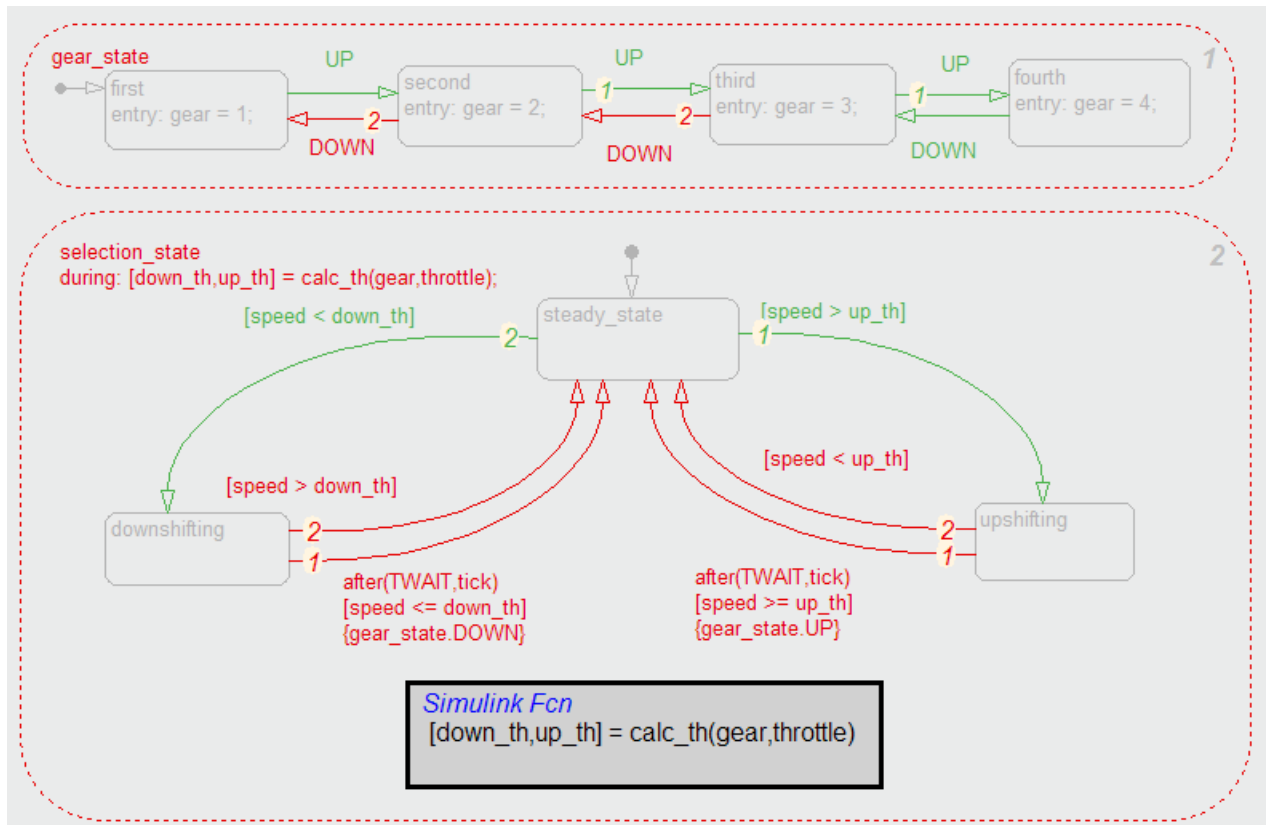 gear_state
1
UP
UP
UP
first
entry: gear = 1;
second
entry: gear = 2;
third
entry: gear = 3;
fourth
entry: gear = 4;
1
1
2
2
DOWN
DOWN
DOWN
2
selection_state
during: [down_th,up_th] = calc_th(gear,throttle);
[speed < down_th]
steady_state
[speed > up_th]
2
1
[speed > down_th]
[speed < up_th]
downshifting
upshifting
2
1
2
1
after(TWAIT,tick)
[speed <= down_th]
{gear_state.DOWN}
after(TWAIT,tick)
[speed >= up_th]
{gear_state.UP}
Simulink Fcn
[down_th,up_th] = calc_th(gear,throttle)